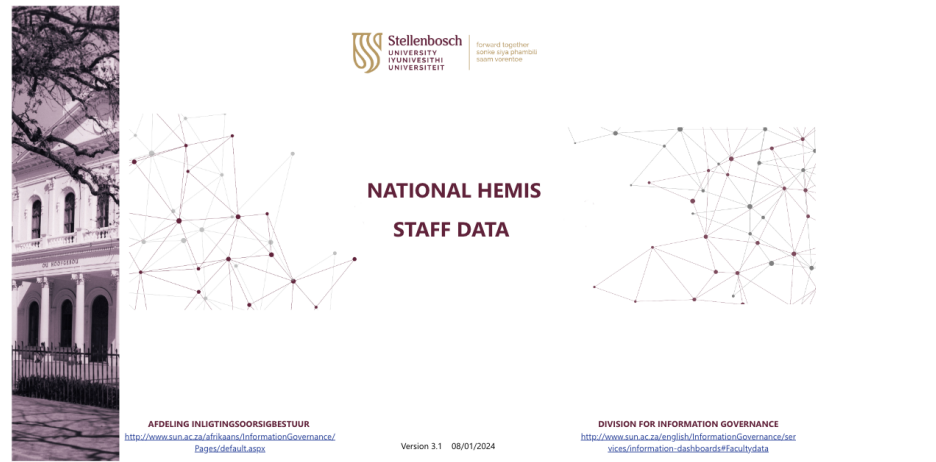 Stellenbosch
UNIVERSITY
IYUNIVESITHI
UNIVERSITEIT
forward together
sonke siya phambili
saam vorentoe
NATIONAL HEMIS
STAFF DATA
AFDELING INLIGTINGSOORSIGBESTUUR
http://www.sun.ac.za/afrikaans/InformationGovernance/
Pages/default.aspx
Version 3.1 08/01/2024
DIVISION FOR INFORMATION GOVERNANCE
http://www.sun.ac.za/english/InformationGovernance/ser
vices/information-dashboards#Facultydata